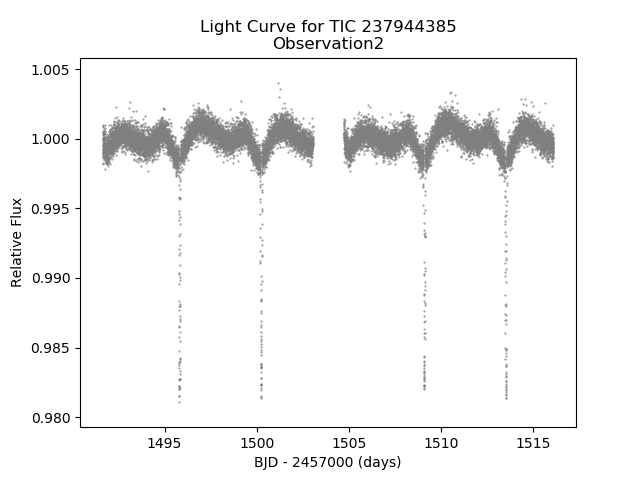 Light Curve for TIC 237944385
Observation2
1.005
1.000
0.995
0.990
0.985
0.980
Relative Flux
1495
1500
1505
1510
1515
BJD - 2457000 (days)